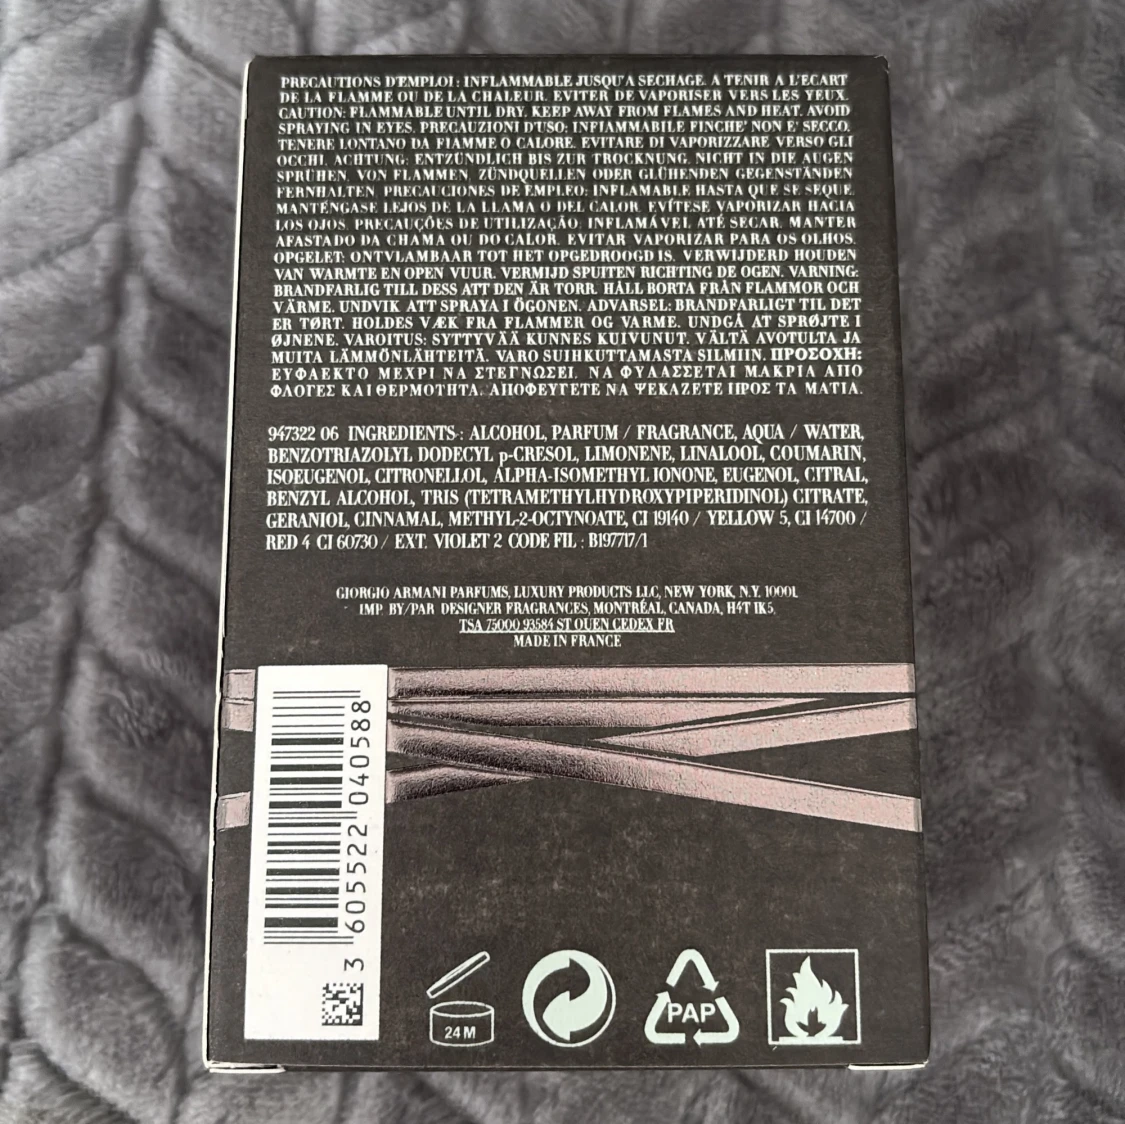 PRECAUTIONS D'EMPLOI : INFLAMMABLE JUSQU'A SECHAGE. A TENIR A L'ECART
DE LA FLAMME OU DE LA CHALEUR. EVITER DE VAPORISER VERS LES YEUX.
CAUTION: FLAMMABLE UNTIL DRY. KEEP AWAY FROM FLAMES AND HEAT. AVOID
SPRAYING IN EYES. PRECAUZIONI D'USO: INFIAMMABILE FINCHE' NON E' SECCO.
TENERE LONTANO DA FIAMME O CALORE. EVITARE DI VAPORIZZARE VERSO GLI
OCCHI. ACHTUNG: ENTZÜNDLICH BIS ZUR TROCKNUNG. NICHT IN DIE AUGEN
SPRÜHEN. VON FLAMMEN, ZÜNDQUELLEN ODER GLÜHENDEN GEGENSTÄNDEN
FERNHALTEN. PRECAUCIONES DE EMPLEO: INFLAMABLE HASTA QUE SE SEQUE.
MANTÉNGASE LEJOS DE LA LLAMA O DEL CALOR. EVÍTESE VAPORIZAR HACIA
LOS OJOS. PRECAUÇÕES DE UTILIZAÇÃO: INFLAMÁVEL ATÉ SECAR. MANTER
AFASTADO DA CHAMA OU DO CALOR. EVITAR VAPORIZAR PARA OS OLHOS.
OPGELET: ONTVLAMBAAR TOT HET OPGEDROOGD IS. VERWIJDERD HOUDEN
VAN WARMTE EN OPEN VUUR. VERMIJD SPUITEN RICHTING DE OGEN. VARNING:
BRANDFARLIG TILL DESS ATT DEN ÄR TORR. HÅLL BORTA FRÅN FLAMMOR OCH
VÄRME. UNDVIK ATT SPRAYA I ÖGONEN. ADVARSEL: BRANDFARLIGT TIL DET
ER TØRT. HOLDES VÆK FRA FLAMMER OG VARME. UNDGÅ AT SPRØJTE I
ØJNENE. VAROITUS: SYTTYVÄÄ KUNNES KUIVUNUT. VÄLTÄ AVOTULTA JA
MUITA LÄMMÖNLÄHTEITÄ. VARO SUIHKUTTAMASTA SILMIIN. ΠΡΟΣΟΧΗ:
ΕΥΦΛΕΚΤΟ ΜΕΧΡΙ ΝΑ ΣΤΕΓΝΩΣΕΙ. ΝΑ ΦΥΛΑΣΣΕΤΑΙ ΜΑΚΡΙΑ ΑΠΟ
ΦΛΟΓΕΣ ΚΑΙ ΘΕΡΜΟΤΗΤΑ. ΑΠΟΦΕΥΓΕΤΕ ΝΑ ΨΕΚΑΖΕΤΕ ΠΡΟΣ ΤΑ ΜΑΤΙΑ.
947322 06 INGREDIENTS : ALCOHOL, PARFUM / FRAGRANCE, AQUA / WATER,
BENZOTRIAZOLYL DODECYL p-CRESOL, LIMONENE, LINALOOL, COUMARIN,
ISOEUGENOL, CITRONELLOL, ALPHA-ISOMETHYL IONONE, EUGENOL, CITRAL,
BENZYL ALCOHOL, TRIS (TETRAMETHYLHYDROXYPIPERIDINOL) CITRATE,
GERANIOL, CINNAMAL, METHYL-2-OCTYNOATE, CI 19140 / YELLOW 5, CI 14700 /
RED 4 CI 60730 / EXT. VIOLET 2 CODE FIL : B197717/1
GIORGIO ARMANI PARFUMS, LUXURY PRODUCTS LLC, NEW YORK, N.Y. 10001.
IMP. BY/PAR DESIGNER FRAGRANCES, MONTRÉAL, CANADA, H4T 1K5.
TSA 75000 93584 ST OUEN CEDEX FR
MADE IN FRANCE
3 605522 040588
24 M
PAP